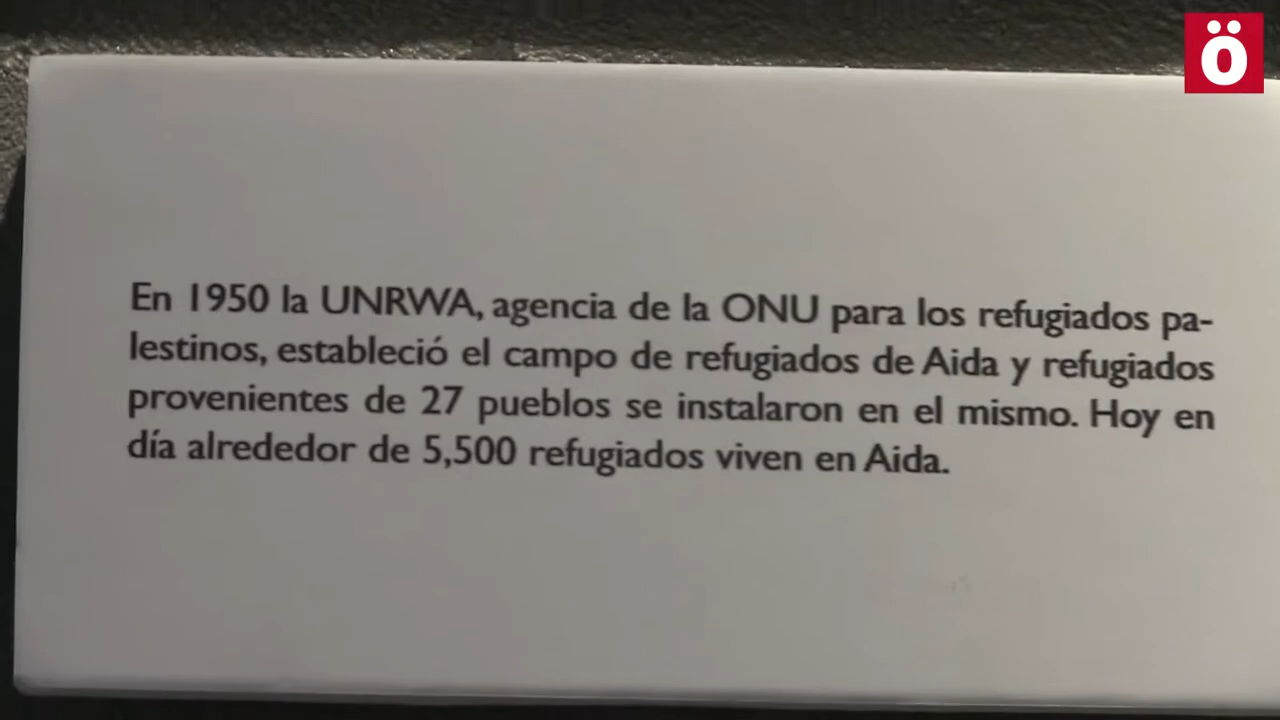 Ö
En 1950 la UNRWA, agencia de la ONU para los refugiados pa-
lestinos, estableció el campo de refugiados de Aida y refugiados
provenientes de 27 pueblos se instalaron en el mismo. Hoy en
día alrededor de 5,500 refugiados viven en Aida.